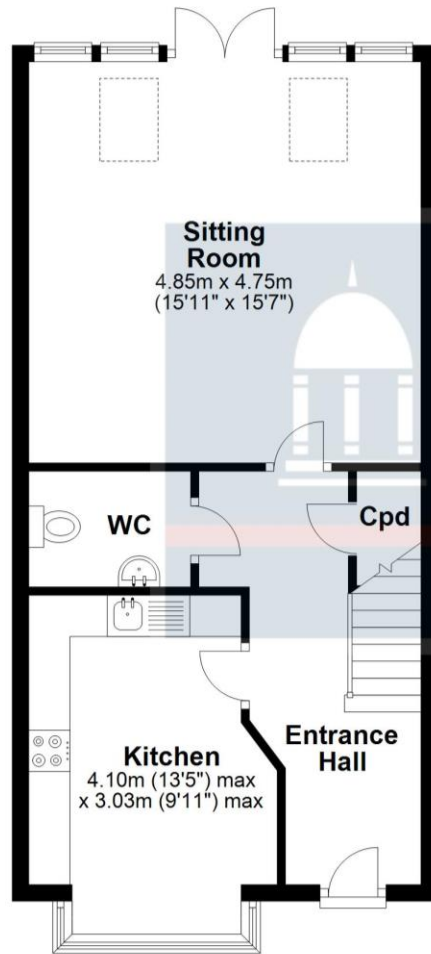 Sitting
Room
4.85m x 4.75m
(15'11" x 15'7")
WC
Cpd
Kitchen
4.10m (13'5") max
x 3.03m (9'11") max
Entrance
Hall